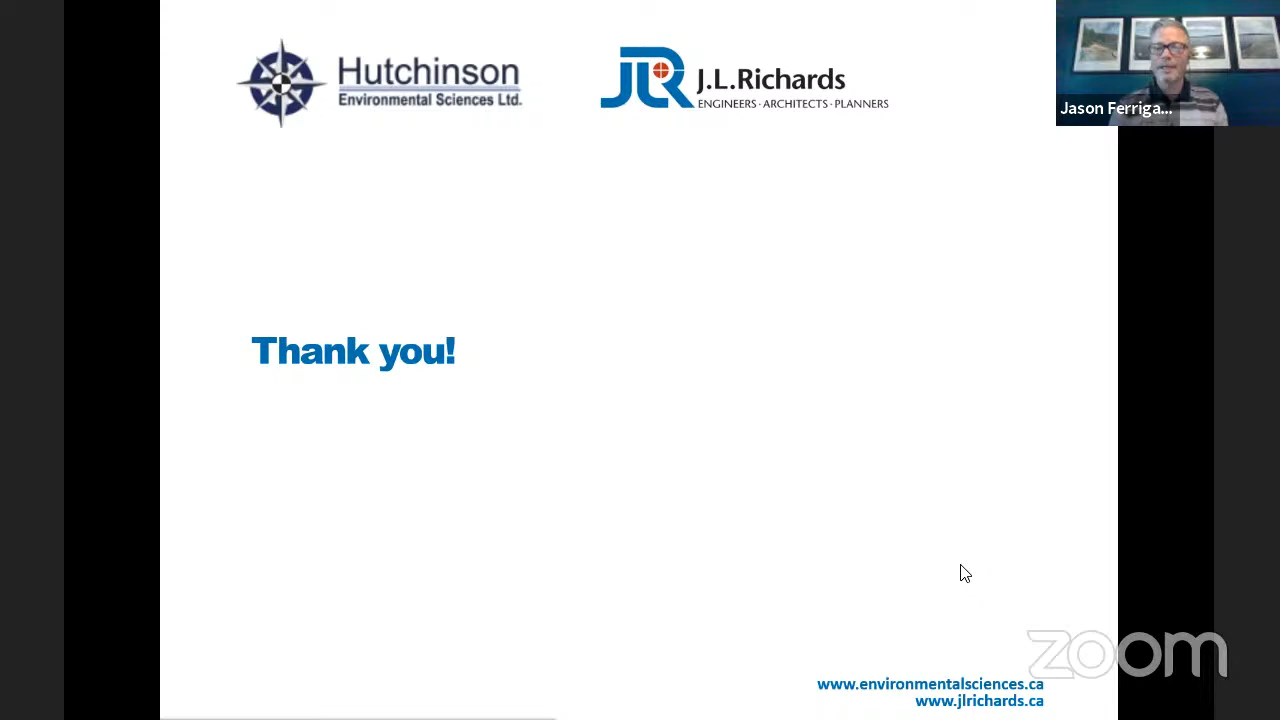 Hutchinson
Environmental Sciences Ltd.
J.L.Richards
ENGINEERS · ARCHITECTS · PLANNERS
Jason Ferriga...
Thank you!
zoom
www.environmentalsciences.ca
www.jlrichards.ca